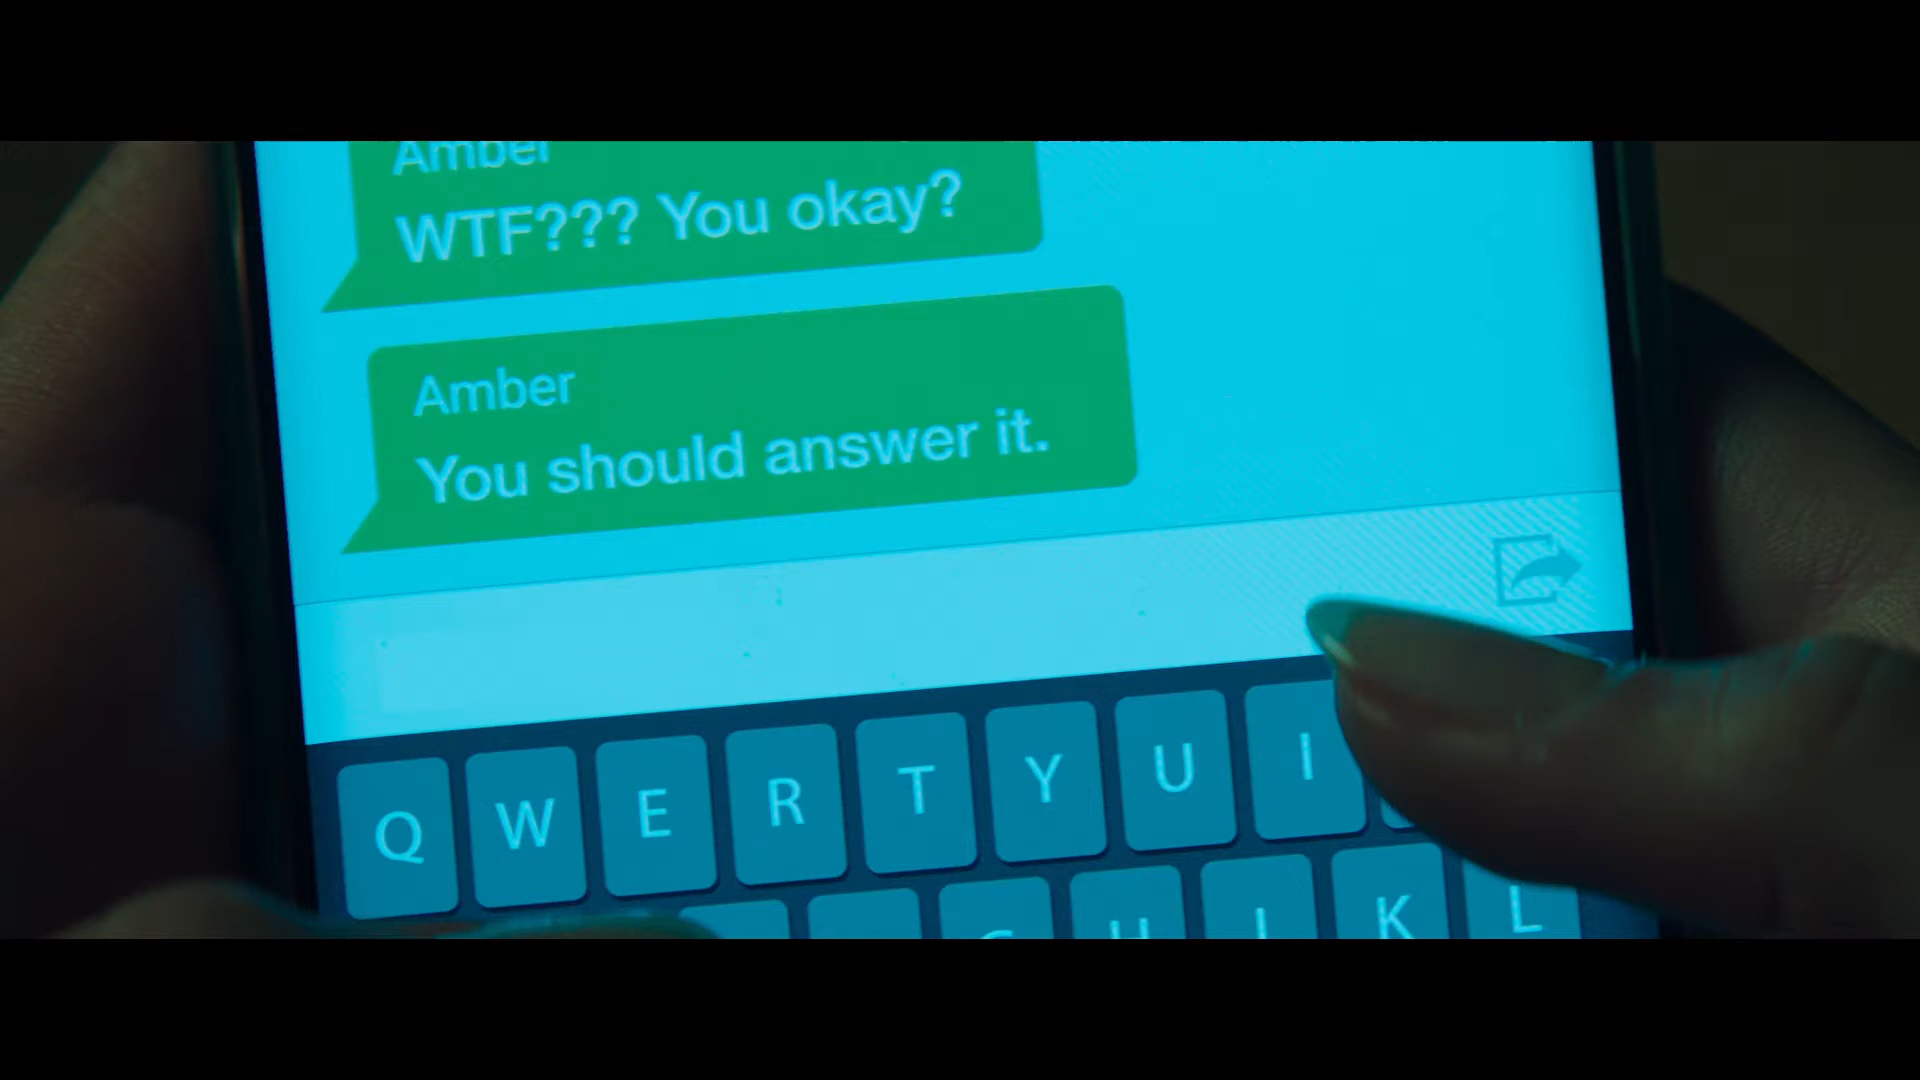 Amber
WTF??? You okay?
Amber
You should answer it.
Q W E R T Y U I
G H J K L